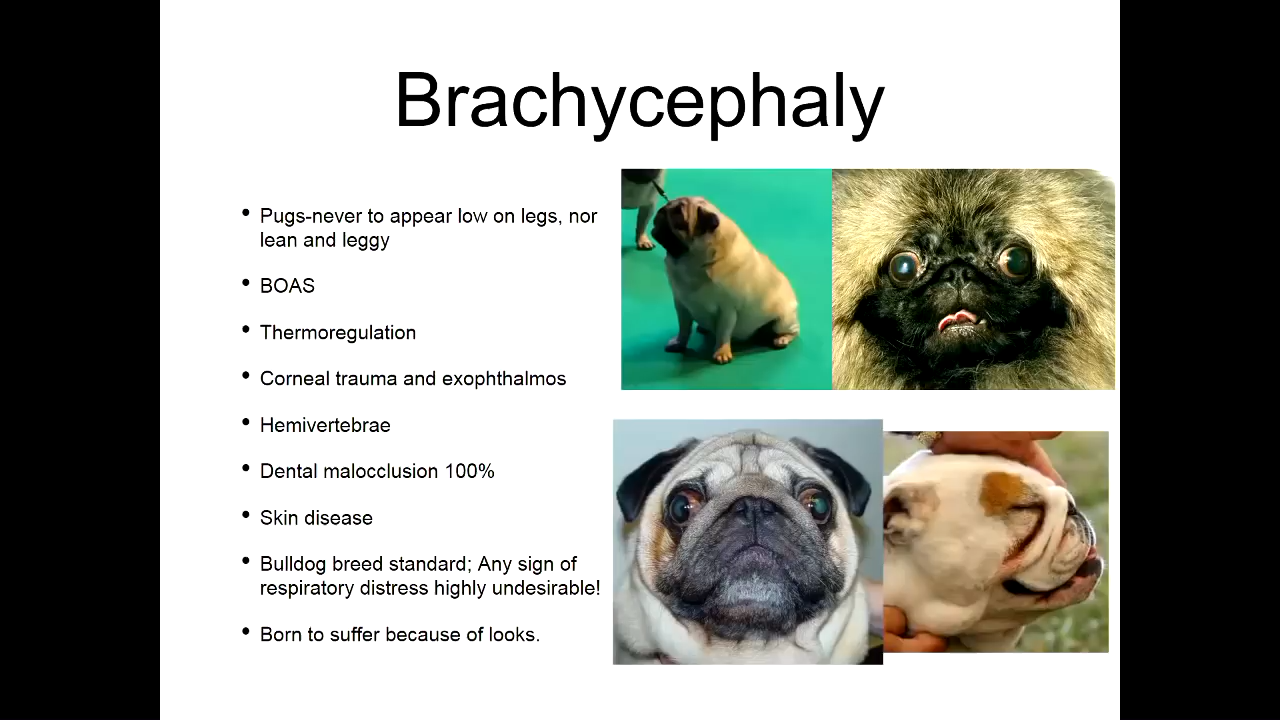 Brachycephaly
• Pugs-never to appear low on legs, nor
lean and leggy
• BOAS
• Thermoregulation
• Corneal trauma and exophthalmos
• Hemivertebrae
• Dental malocclusion 100%
• Skin disease
• Bulldog breed standard; Any sign of
respiratory distress highly undesirable!
• Born to suffer because of looks.